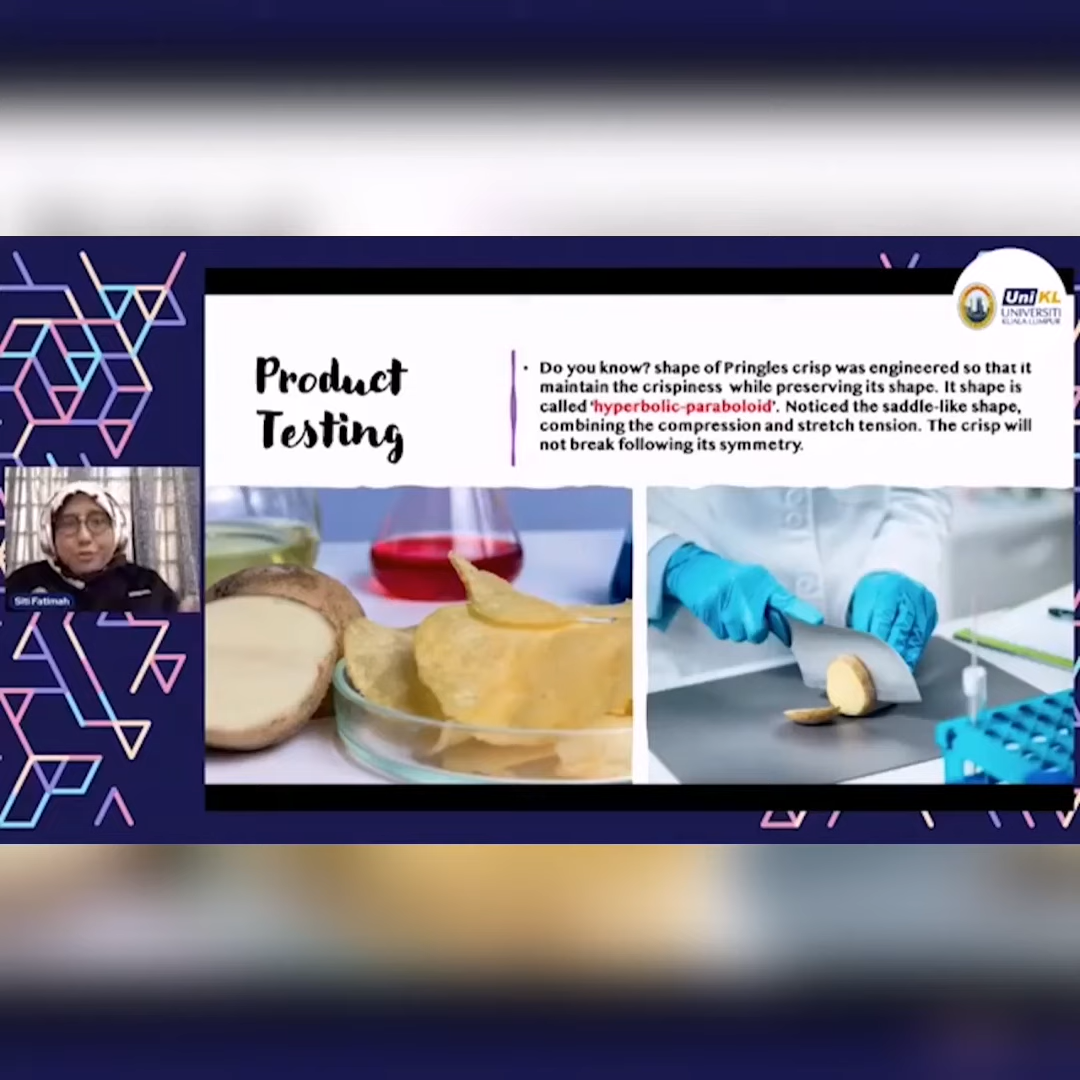 Uni KL
UNIVERSITI
KUALA LUMPUR
Product
Testing
• Do you know? shape of Pringles crisp was engineered so that it
maintain the crispiness while preserving its shape. It shape is
called 'hyperbolic-paraboloid'. Noticed the saddle-like shape,
combining the compression and stretch tension. The crisp will
not break following its symmetry.
Siti Fatimah